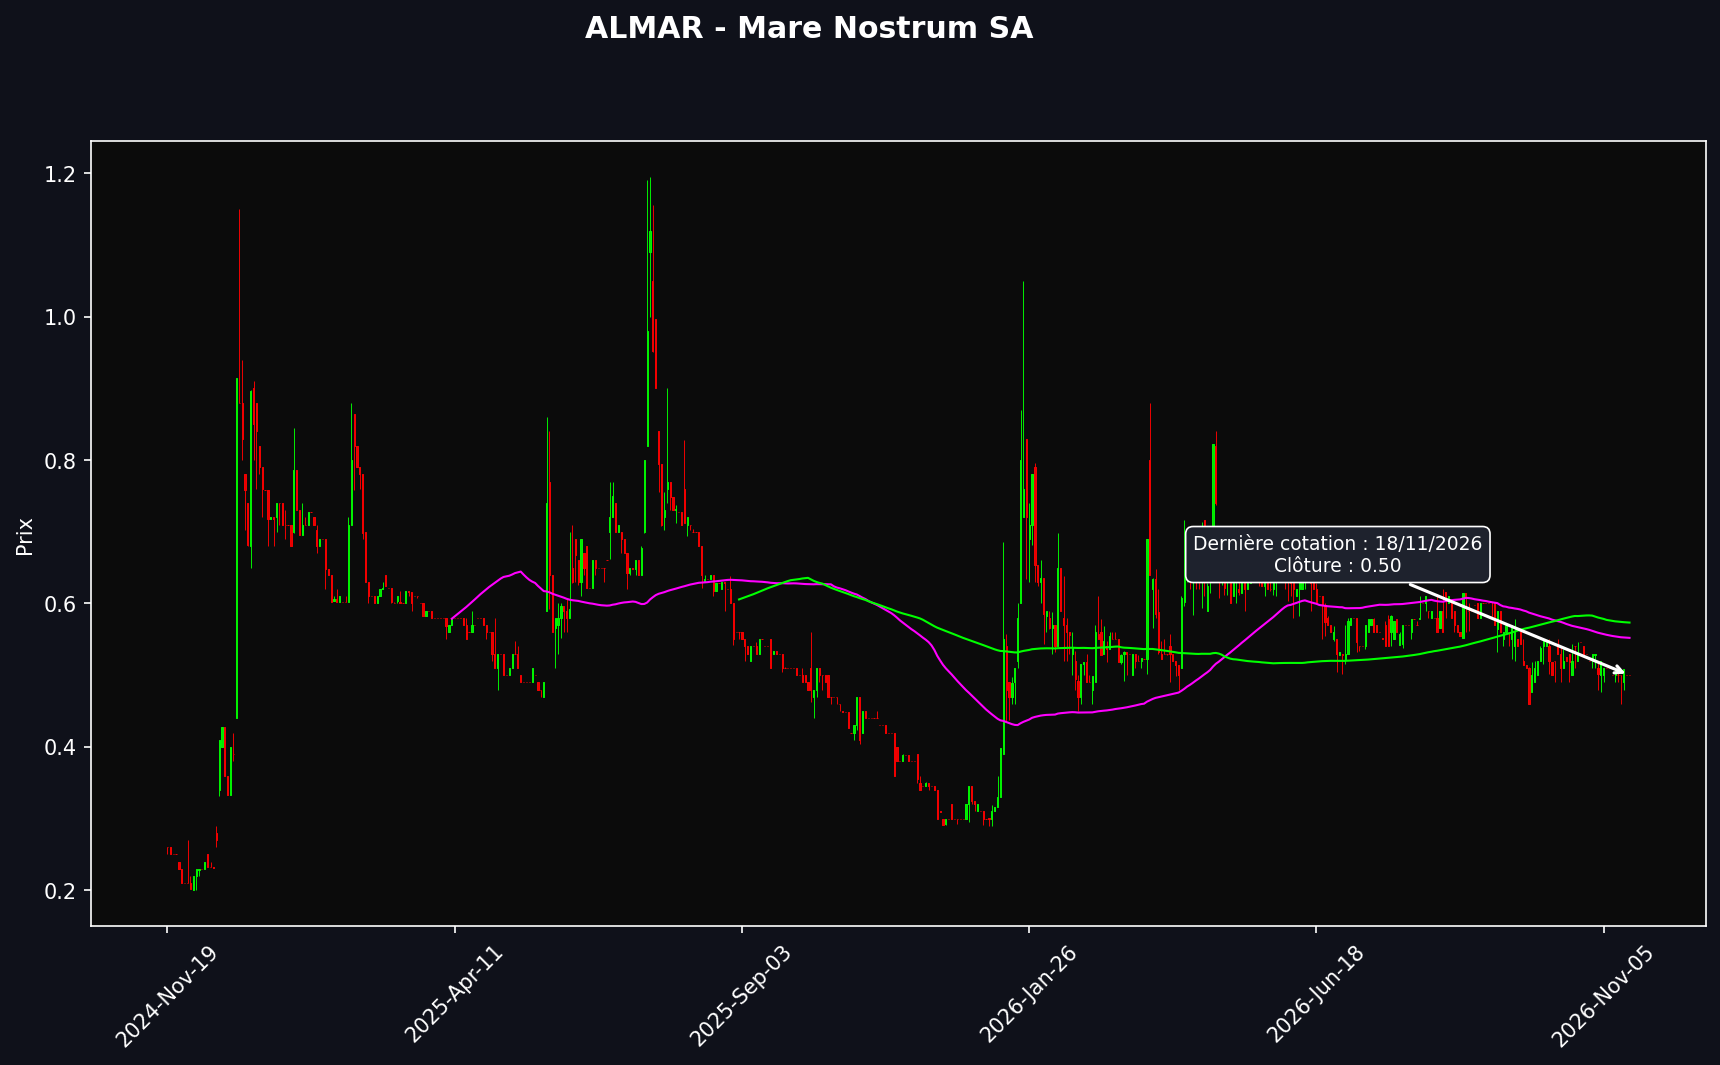 ALMAR - Mare Nostrum SA
Prix
1.2
1.0
0.8
0.6
0.4
0.2
Dernière cotation : 18/11/2026
Clôture : 0.50
2024-Nov-19
2025-Apr-11
2025-Sep-03
2026-Jan-26
2026-Jun-18
2026-Nov-05